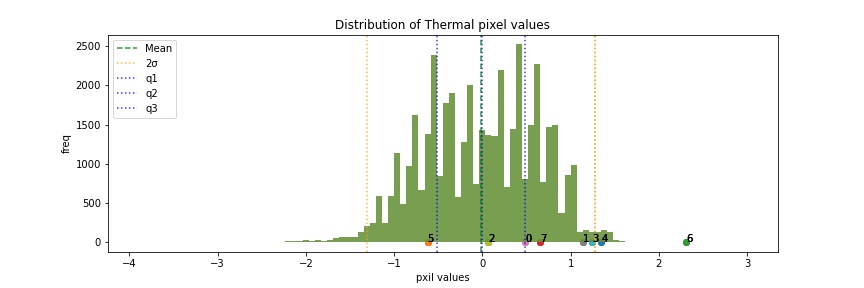 Distribution of Thermal pixel values
Mean
2σ
q1
q2
q3
freq
2500
2000
1500
1000
500
0
5 2 0 7 1 3 4 6
−4 −3 −2 −1 0 1 2 3
pxil values